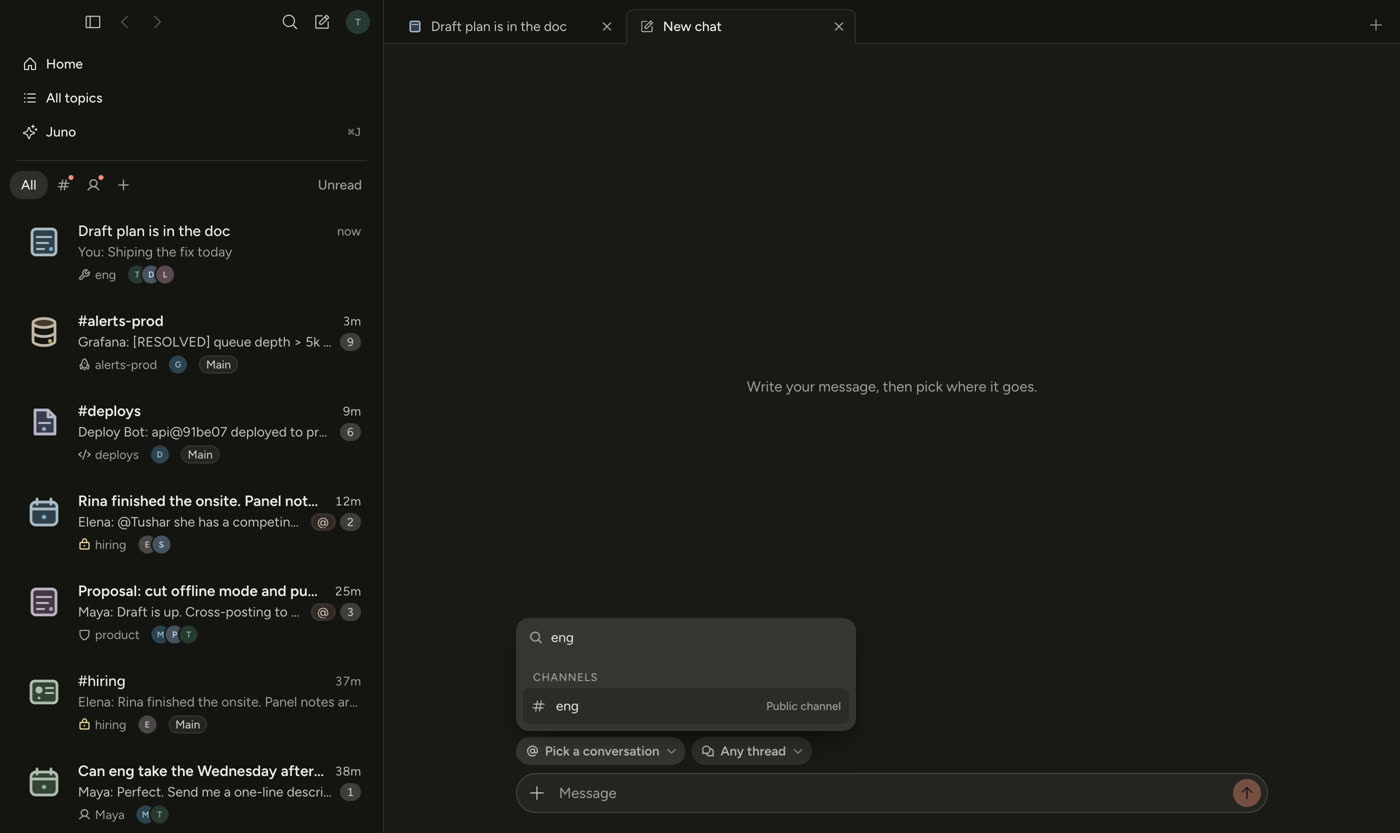 T
Draft plan is in the doc
New chat
Home
All topics
Juno
⌘J
All
Unread
Draft plan is in the doc
now
You: Shiping the fix today
eng
T D L
#alerts-prod
3m
Grafana: [RESOLVED] queue depth > 5k ...
9
alerts-prod
G
Main
#deploys
9m
Deploy Bot: api@91be07 deployed to pr...
6
deploys
D
Main
Rina finished the onsite. Panel not...
12m
Elena: @Tushar she has a competin...
@
2
hiring
E S
Proposal: cut offline mode and pu...
25m
Maya: Draft is up. Cross-posting to ...
@
3
product
M P T
#hiring
37m
Elena: Rina finished the onsite. Panel notes ar...
hiring
E
Main
Can eng take the Wednesday after...
38m
Maya: Perfect. Send me a one-line descri...
1
Maya
M T
Write your message, then pick where it goes.
eng
CHANNELS
# eng
Public channel
@ Pick a conversation
Any thread
Message